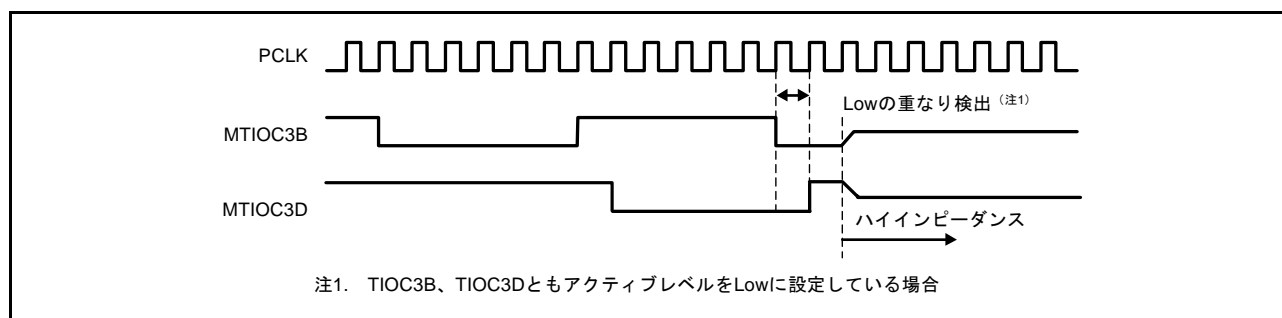 PCLK
Lowの重なり検出（注1）
MTIOC3B
MTIOC3D
ハイインピーダンス
注1. TIOC3B、TIOC3DともアクティブレベルをLowに設定している場合